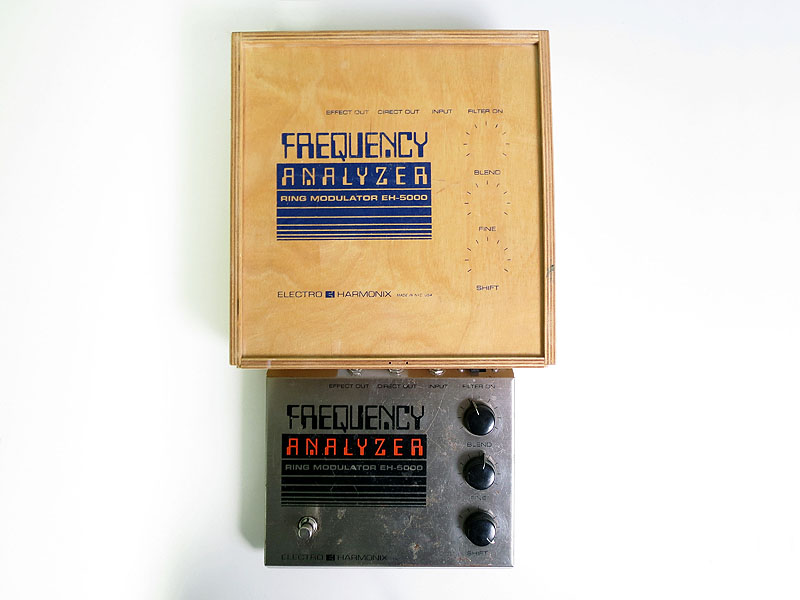 EFFECT OUT DIRECT OUT INPUT FILTER ON
FREQUENCY
ANALYZER
RING MODULATOR EH-5000
BLEND
FINE
SHIFT
ELECTRO HARMONIX MADE IN N.Y.C. USA
EFFECT OUT DIRECT OUT INPUT FILTER ON
FREQUENCY
ANALYZER
RING MODULATOR EH-5000
BLEND
FINE
SHIFT
ELECTRO HARMONIX